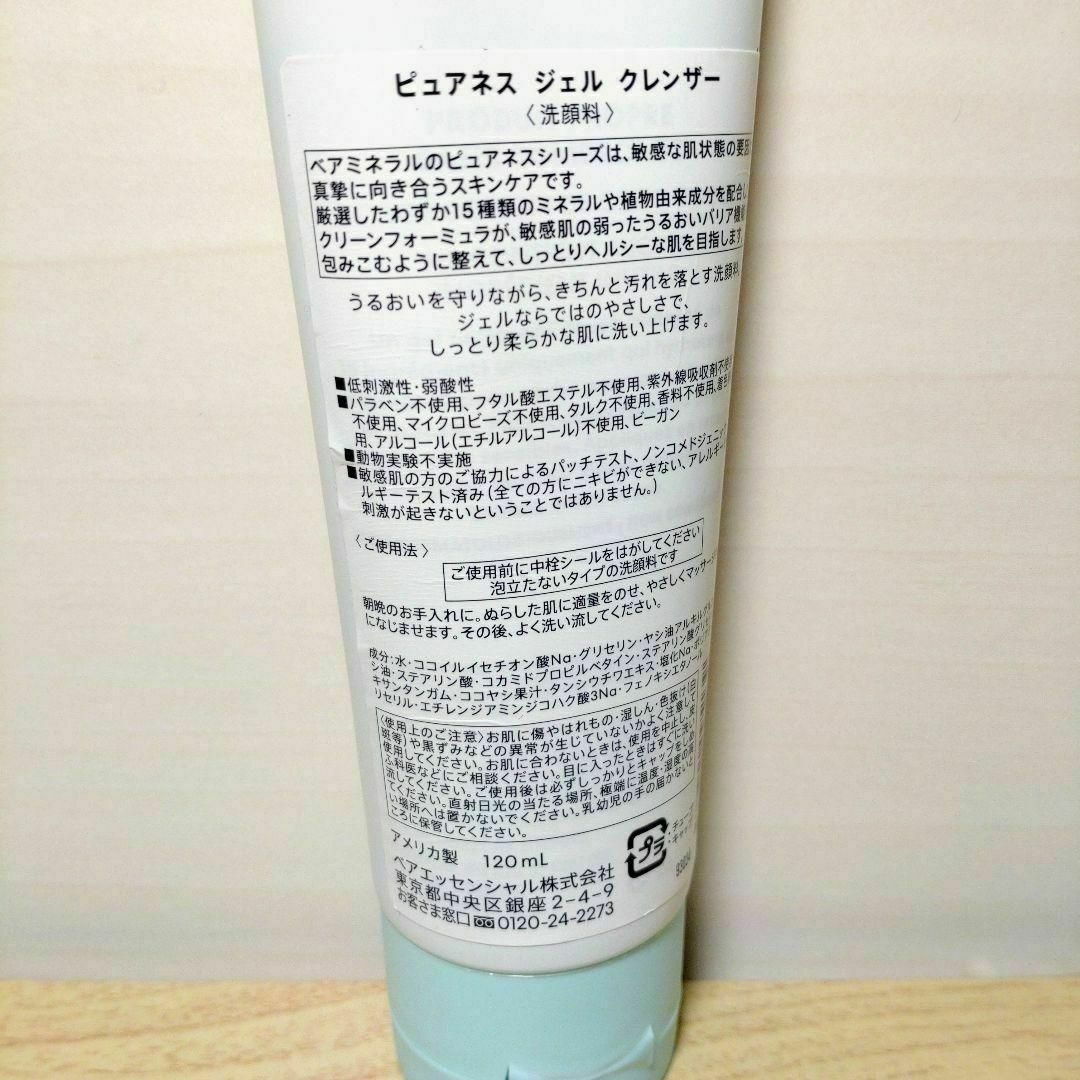 ピュアネス ジェル クレンザー
〈洗顔料〉
ベアミネラルのピュアネスシリーズは、敏感な肌状態の要因
真摯に向き合うスキンケアです。
厳選したわずか15種類のミネラルや植物由来成分を配合し
クリーンフォーミュラが、敏感肌の弱ったうるおいバリア機能
包みこむように整えて、しっとりヘルシーな肌を目指します。
うるおいを守りながら、きちんと汚れを落とす洗顔料。
ジェルならではのやさしさで、
しっとり柔らかな肌に洗い上げます。
■低刺激性・弱酸性
■パラベン不使用、フタル酸エステル不使用、紫外線吸収剤不使用
不使用、マイクロビーズ不使用、タルク不使用、香料不使用、着色
用、アルコール(エチルアルコール)不使用、ビーガン
■動物実験不実施
■敏感肌の方のご協力によるパッチテスト、ノンコメドジェニック
ルギーテスト済み(全ての方にニキビができない、アレルギー
刺激が起きないということではありません。)
〈ご使用法〉
ご使用前に中栓シールをはがしてください
泡立たないタイプの洗顔料です
朝晩のお手入れに。ぬらした肌に適量をのせ、やさしくマッサージ
になじませます。その後、よく洗い流してください。
成分:水・ココイルイセチオン酸Na・グリセリン・ヤシ油アルキルグル
シ油・ステアリン酸・コカミドプロピルベタイン・ステアリン酸グリセ
キサンタンガム・ココヤシ果汁・タンシウチワエキス・塩化Na・ポリ
リセリル・エチレンジアミンジコハク酸3Na・フェノキシエタノール
〈使用上のご注意〉お肌に傷やはれもの・湿しん・色抜け(白
斑等)や黒ずみなどの異常が生じていないかよく注意して
使用してください。お肌に合わないときは、使用を中止し、
ふ科医などにご相談ください。目に入ったときはすぐに洗い
流してください。ご使用後は必ずしっかりとキャップを
てください。直射日光の当たる場所、極端に温度・湿度の
い場所へは置かないでください。乳幼児の手の届かないと
ころに保管してください。
アメリカ製 120mL
プラ
・チューブ
・キャップ
ベアエッセンシャル株式会社
東京都中央区銀座2-4-9
お客さま窓口 0120-24-2273